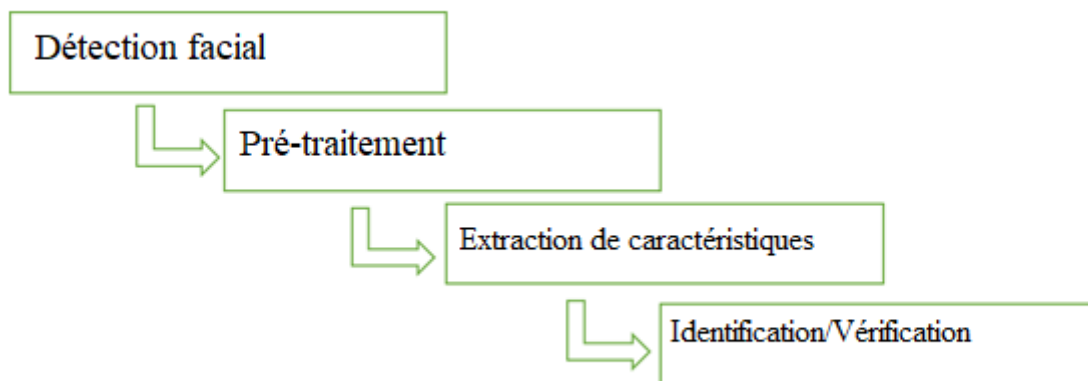 Détection facial
Pré-traitement
Extraction de caractéristiques
Identification/Vérification